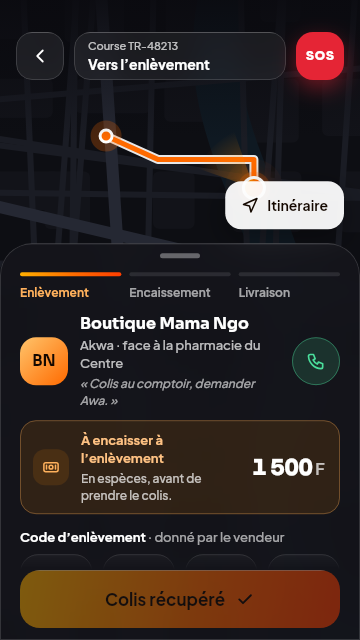 Course TR-48213
Vers l'enlèvement
SOS
Itinéraire
Enlèvement
Encaissement
Livraison
BN
Boutique Mama Ngo
Akwa · face à la pharmacie du
Centre
« Colis au comptoir, demander
Awa. »
À encaisser à
l'enlèvement
En espèces, avant de
prendre le colis.
1 500 F
Code d'enlèvement · donné par le vendeur
Colis récupéré